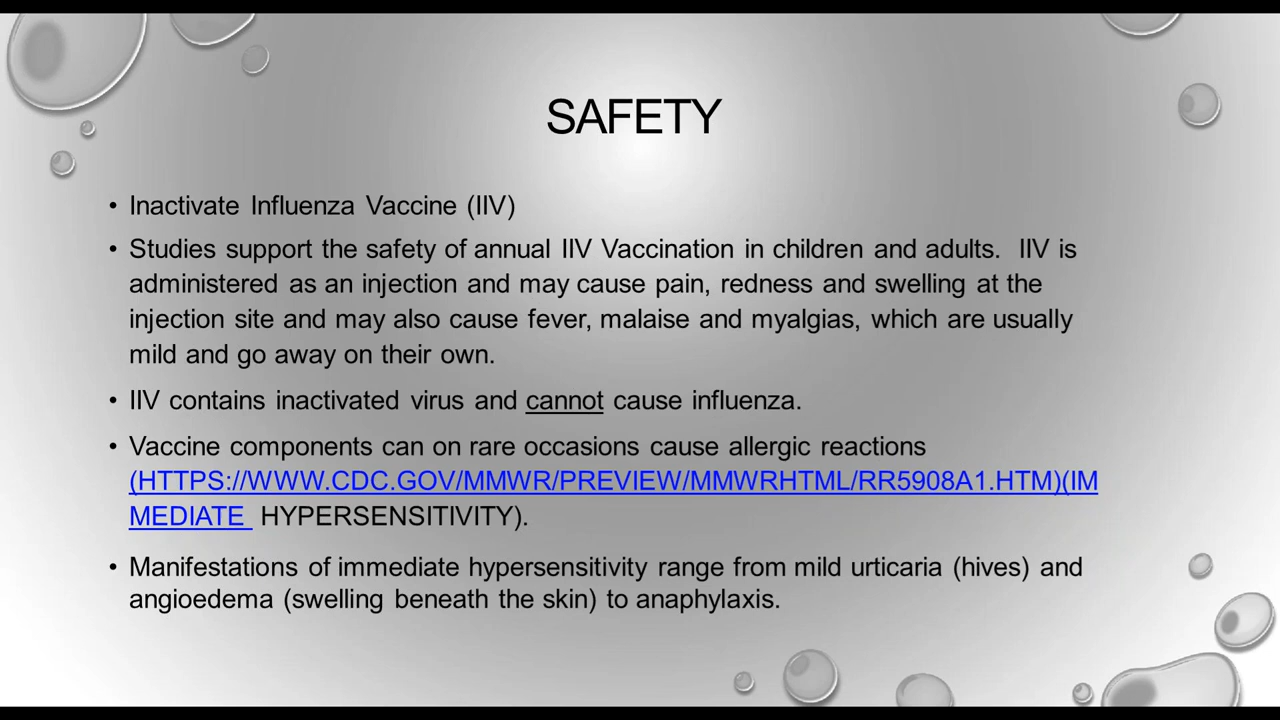 SAFETY
• Inactivate Influenza Vaccine (IIV)
• Studies support the safety of annual IIV Vaccination in children and adults.  IIV is
administered as an injection and may cause pain, redness and swelling at the
injection site and may also cause fever, malaise and myalgias, which are usually
mild and go away on their own.
• IIV contains inactivated virus and cannot cause influenza.
• Vaccine components can on rare occasions cause allergic reactions
(HTTPS://WWW.CDC.GOV/MMWR/PREVIEW/MMWRHTML/RR5908A1.HTM)(IM
MEDIATE  HYPERSENSITIVITY).
• Manifestations of immediate hypersensitivity range from mild urticaria (hives) and
angioedema (swelling beneath the skin) to anaphylaxis.